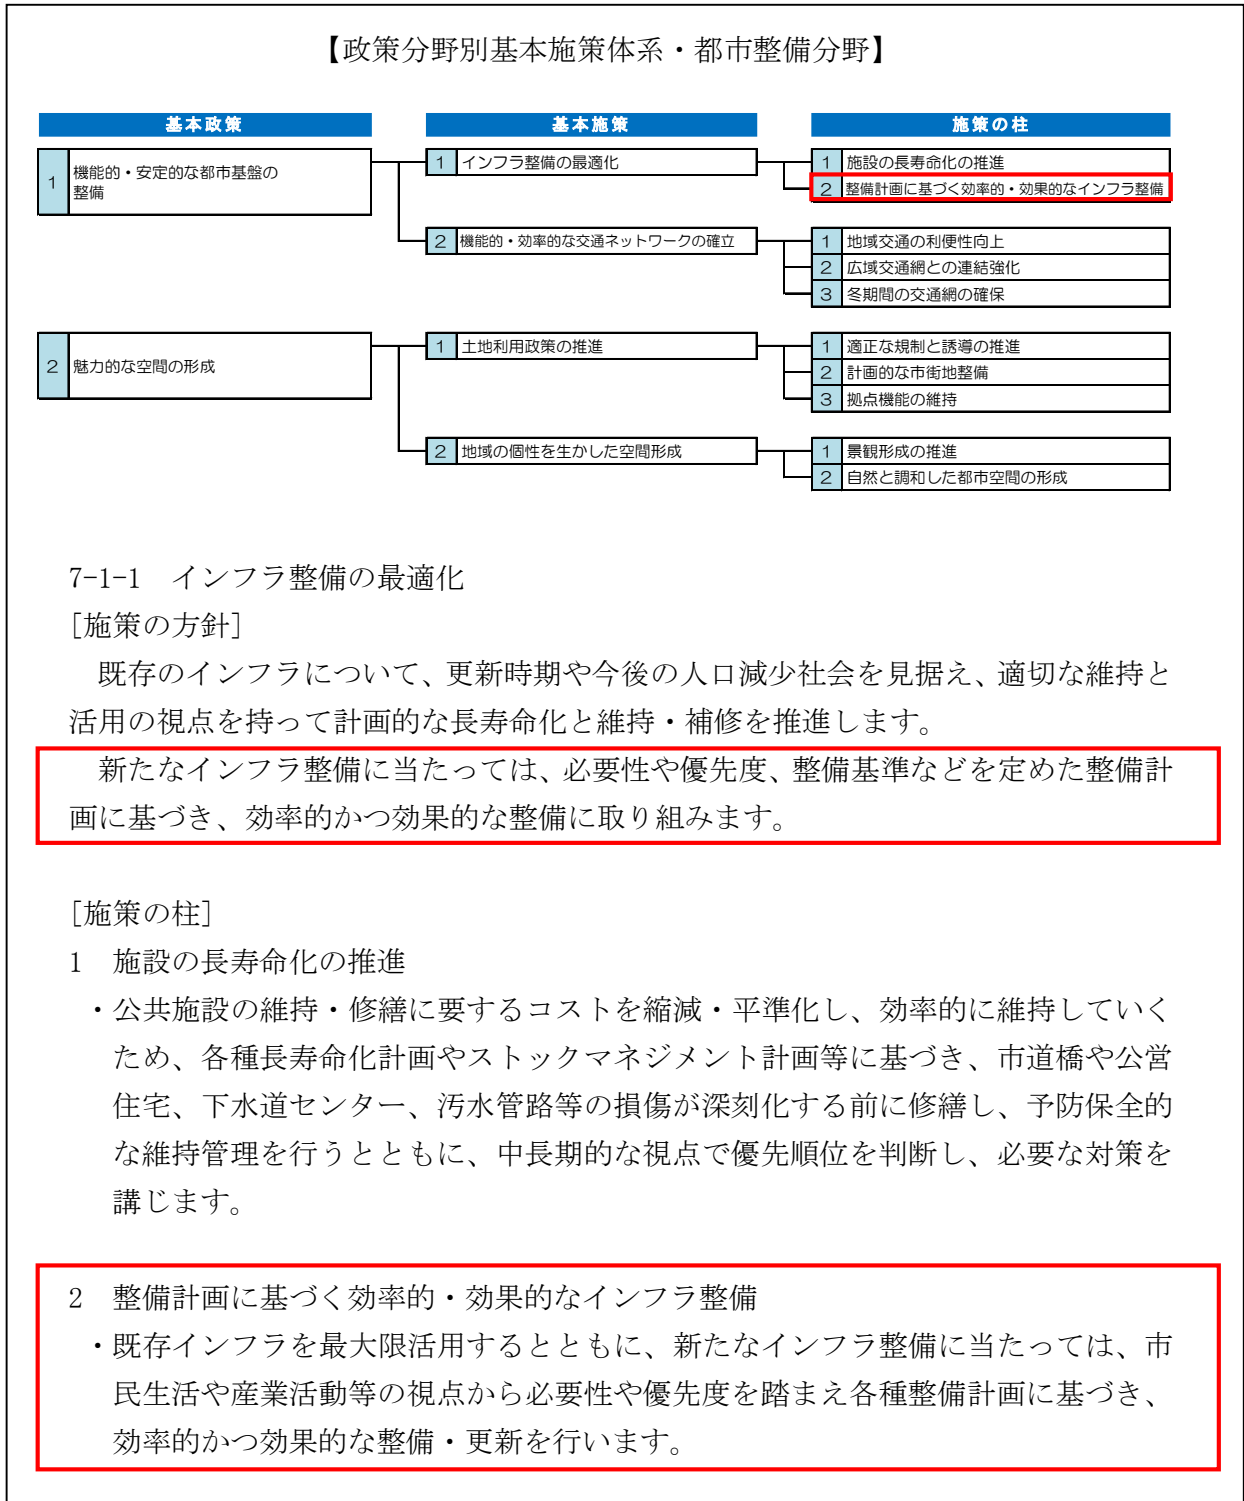 【政策分野別基本施策体系・都市整備分野】
基本政策
基本施策
施策の柱
1 機能的・安定的な都市基盤の
整備
1 インフラ整備の最適化
1 施設の長寿命化の推進
2 整備計画に基づく効率的・効果的なインフラ整備
2 機能的・効率的な交通ネットワークの確立
1 地域交通の利便性向上
2 広域交通網との連結強化
3 冬期間の交通網の確保
2 魅力的な空間の形成
1 土地利用政策の推進
1 適正な規制と誘導の推進
2 計画的な市街地整備
3 拠点機能の維持
2 地域の個性を生かした空間形成
1 景観形成の推進
2 自然と調和した都市空間の形成
7-1-1 インフラ整備の最適化
[施策の方針]
既存のインフラについて、更新時期や今後の人口減少社会を見据え、適切な維持と
活用の視点を持って計画的な長寿命化と維持・補修を推進します。
新たなインフラ整備に当たっては、必要性や優先度、整備基準などを定めた整備計
画に基づき、効率的かつ効果的な整備に取り組みます。
[施策の柱]
1 施設の長寿命化の推進
・公共施設の維持・修繕に要するコストを縮減・平準化し、効率的に維持していく
ため、各種長寿命化計画やストックマネジメント計画等に基づき、市道橋や公営
住宅、下水道センター、汚水管路等の損傷が深刻化する前に修繕し、予防保全的
な維持管理を行うとともに、中長期的な視点で優先順位を判断し、必要な対策を
講じます。
2 整備計画に基づく効率的・効果的なインフラ整備
・既存インフラを最大限活用するとともに、新たなインフラ整備に当たっては、市
民生活や産業活動等の視点から必要性や優先度を踏まえ各種整備計画に基づき、
効率的かつ効果的な整備・更新を行います。